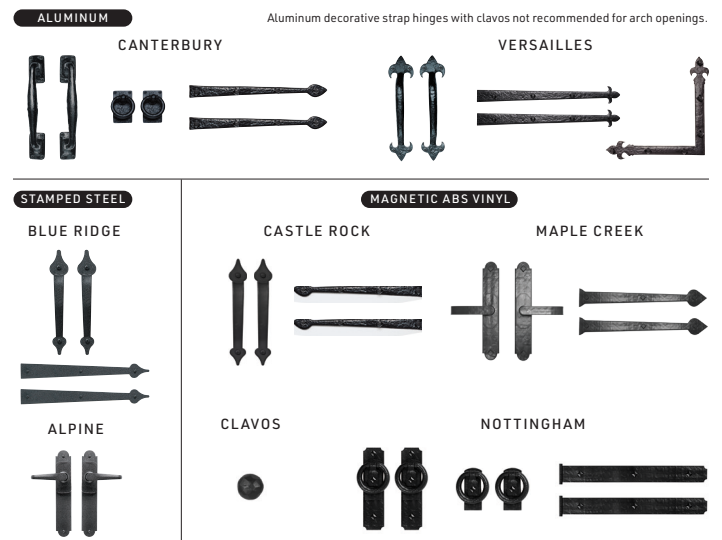 ALUMINUM
Aluminum decorative strap hinges with clavos not recommended for arch openings.
CANTERBURY
VERSAILLES
STAMPED STEEL
MAGNETIC ABS VINYL
BLUE RIDGE
CASTLE ROCK
MAPLE CREEK
ALPINE
CLAVOS
NOTTINGHAM